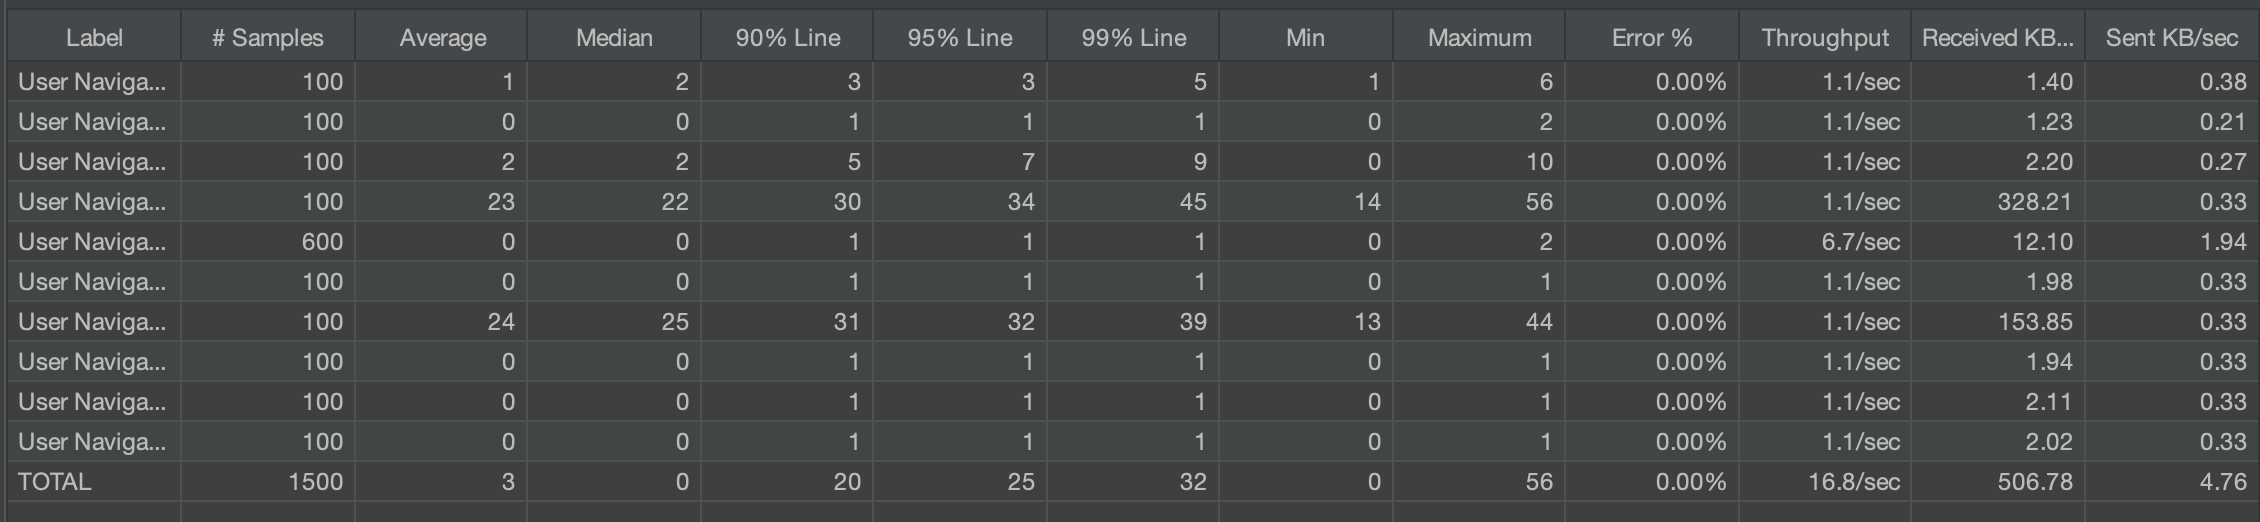 Label # Samples Average Median 90% Line 95% Line 99% Line Min Maximum Error % Throughput Received KB... Sent KB/sec
User Naviga... 100 1 2 3 3 5 1 6 0.00% 1.1/sec 1.40 0.38
User Naviga... 100 0 0 1 1 1 0 2 0.00% 1.1/sec 1.23 0.21
User Naviga... 100 2 2 5 7 9 0 10 0.00% 1.1/sec 2.20 0.27
User Naviga... 100 23 22 30 34 45 14 56 0.00% 1.1/sec 328.21 0.33
User Naviga... 600 0 0 1 1 1 0 2 0.00% 6.7/sec 12.10 1.94
User Naviga... 100 0 0 1 1 1 0 1 0.00% 1.1/sec 1.98 0.33
User Naviga... 100 24 25 31 32 39 13 44 0.00% 1.1/sec 153.85 0.33
User Naviga... 100 0 0 1 1 1 0 1 0.00% 1.1/sec 1.94 0.33
User Naviga... 100 0 0 1 1 1 0 1 0.00% 1.1/sec 2.11 0.33
User Naviga... 100 0 0 1 1 1 0 1 0.00% 1.1/sec 2.02 0.33
TOTAL 1500 3 0 20 25 32 0 56 0.00% 16.8/sec 506.78 4.76